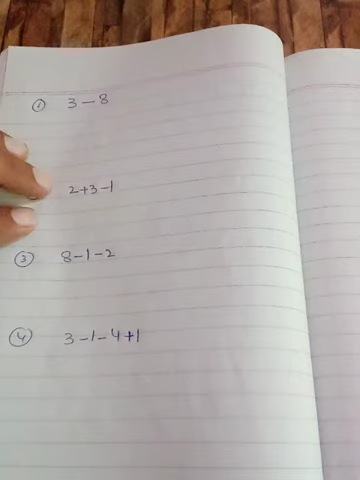 ① 3 - 8
2 + 3 - 1
③ 8 - 1 - 2
④ 3 - 1 - 4 + 1